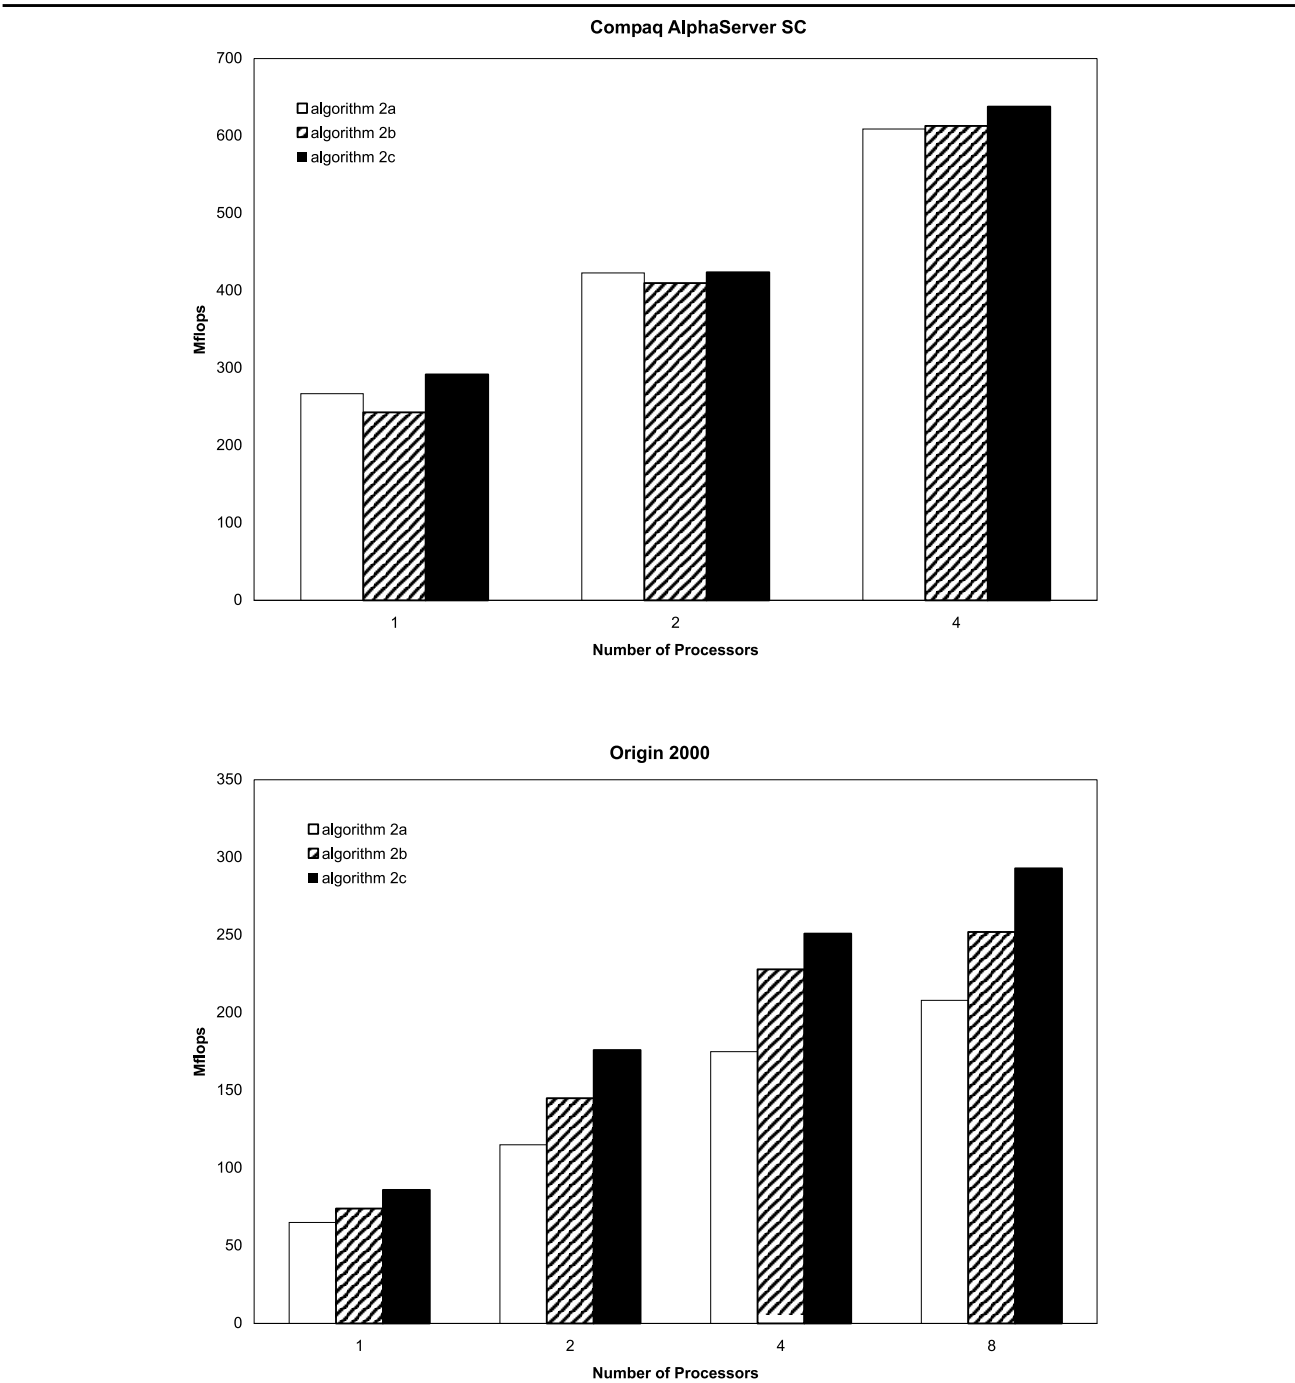 Compaq AlphaServer SC
700
600
500
400
300
200
100
0
Mflops
algorithm 2a
algorithm 2b
algorithm 2c
1 2 4
Number of Processors
Origin 2000
350
300
250
200
150
100
50
0
Mflops
algorithm 2a
algorithm 2b
algorithm 2c
1 2 4 8
Number of Processors